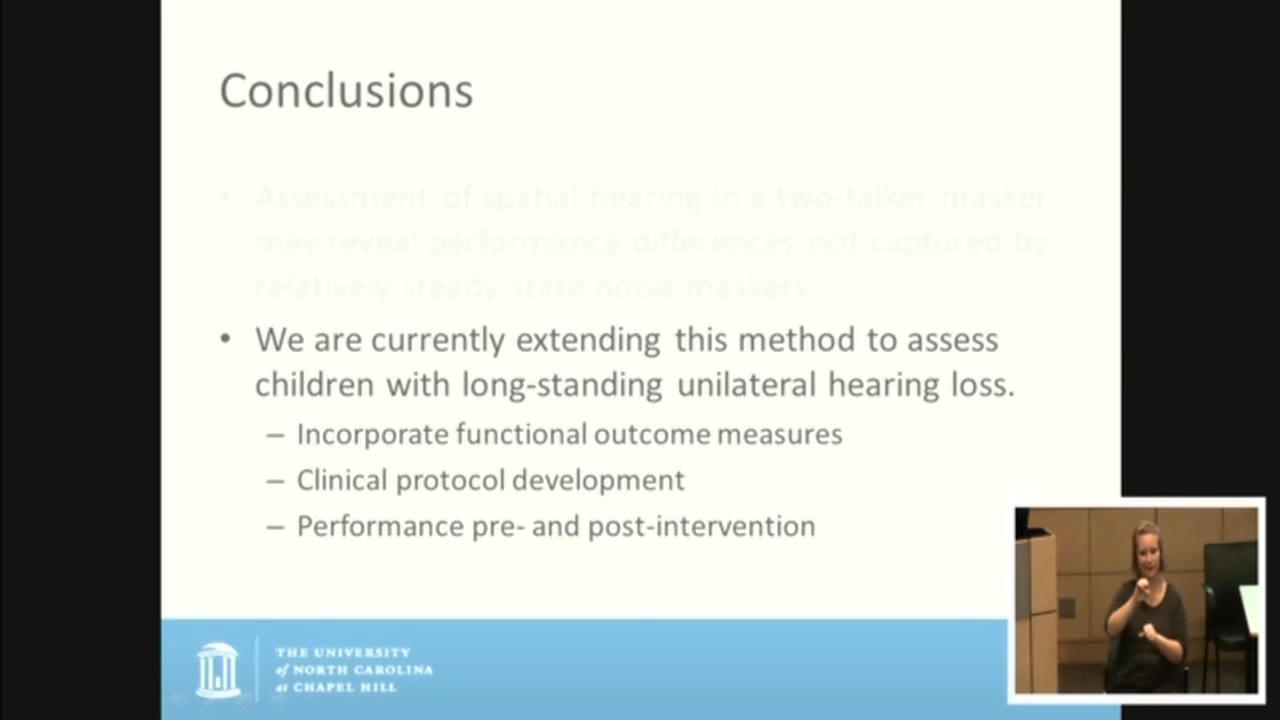 Conclusions
• Assessment of spatial hearing in a two-talker masker
may reveal performance differences not captured by
relatively steady-state noise maskers.
• We are currently extending this method to assess
children with long-standing unilateral hearing loss.
– Incorporate functional outcome measures
– Clinical protocol development
– Performance pre- and post-intervention
THE UNIVERSITY
of NORTH CAROLINA
at CHAPEL HILL